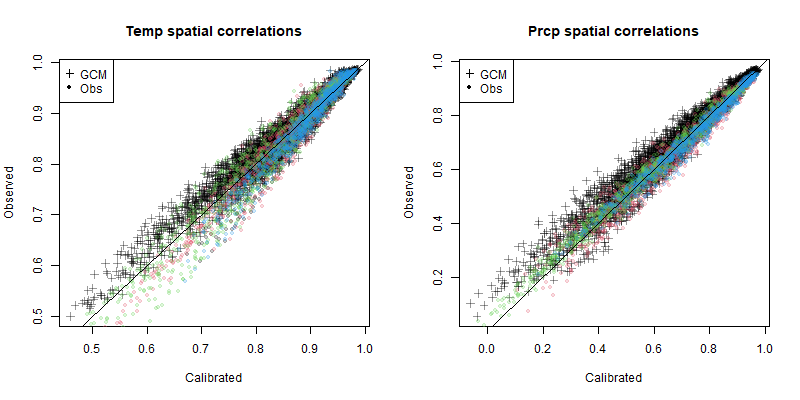 Temp spatial correlations
GCM
Obs
Observed
1.0
0.9
0.8
0.7
0.6
0.5
0.5 0.6 0.7 0.8 0.9 1.0
Calibrated
Prcp spatial correlations
GCM
Obs
Observed
1.0
0.8
0.6
0.4
0.2
0.0 0.2 0.4 0.6 0.8 1.0
Calibrated